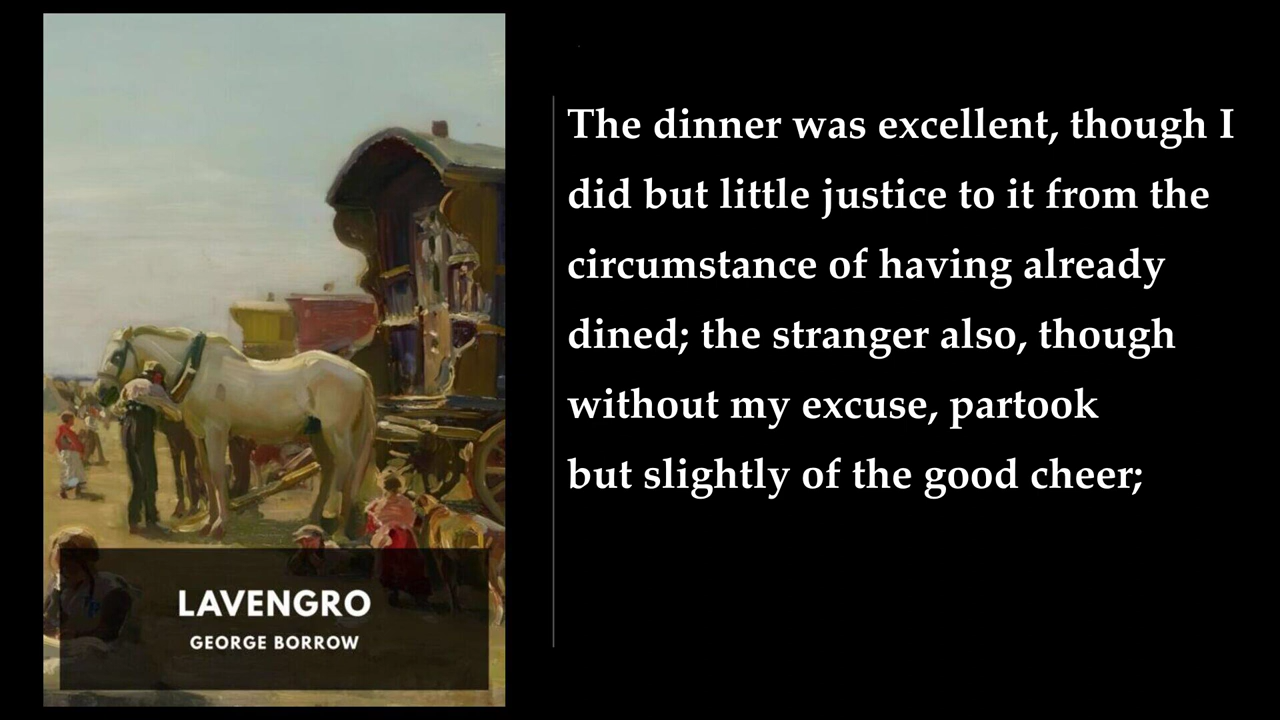 The dinner was excellent, though I
did but little justice to it from the
circumstance of having already
dined; the stranger also, though
without my excuse, partook
but slightly of the good cheer;
LAVENGRO
GEORGE BORROW